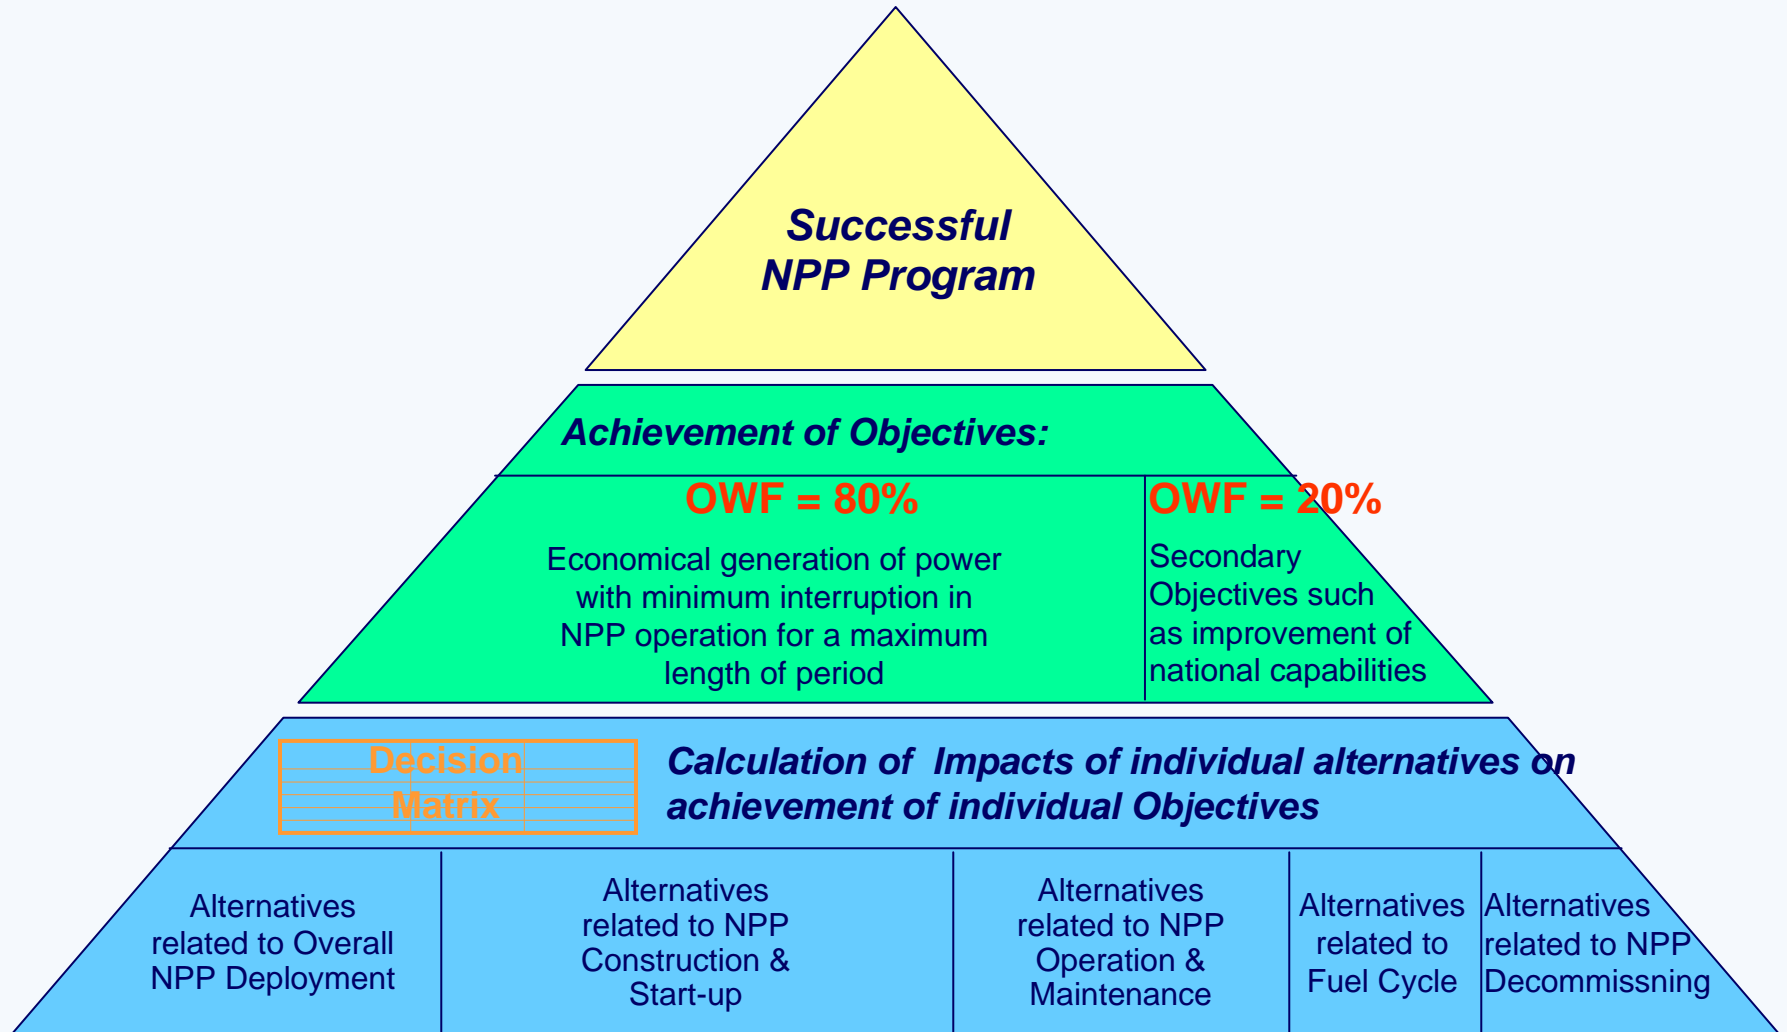 Successful
NPP Program
Achievement of Objectives:
OWF = 80%
Economical generation of power
with minimum interruption in
NPP operation for a maximum
length of period
OWF = 20%
Secondary
Objectives such
as improvement of
national capabilities
Decision
Matrix
Calculation of  Impacts of individual alternatives on
achievement of individual Objectives
Alternatives
related to Overall
NPP Deployment
Alternatives
related to NPP
Construction &
Start-up
Alternatives
related to NPP
Operation &
Maintenance
Alternatives
related to
Fuel Cycle
Alternatives
related to NPP
Decommissning